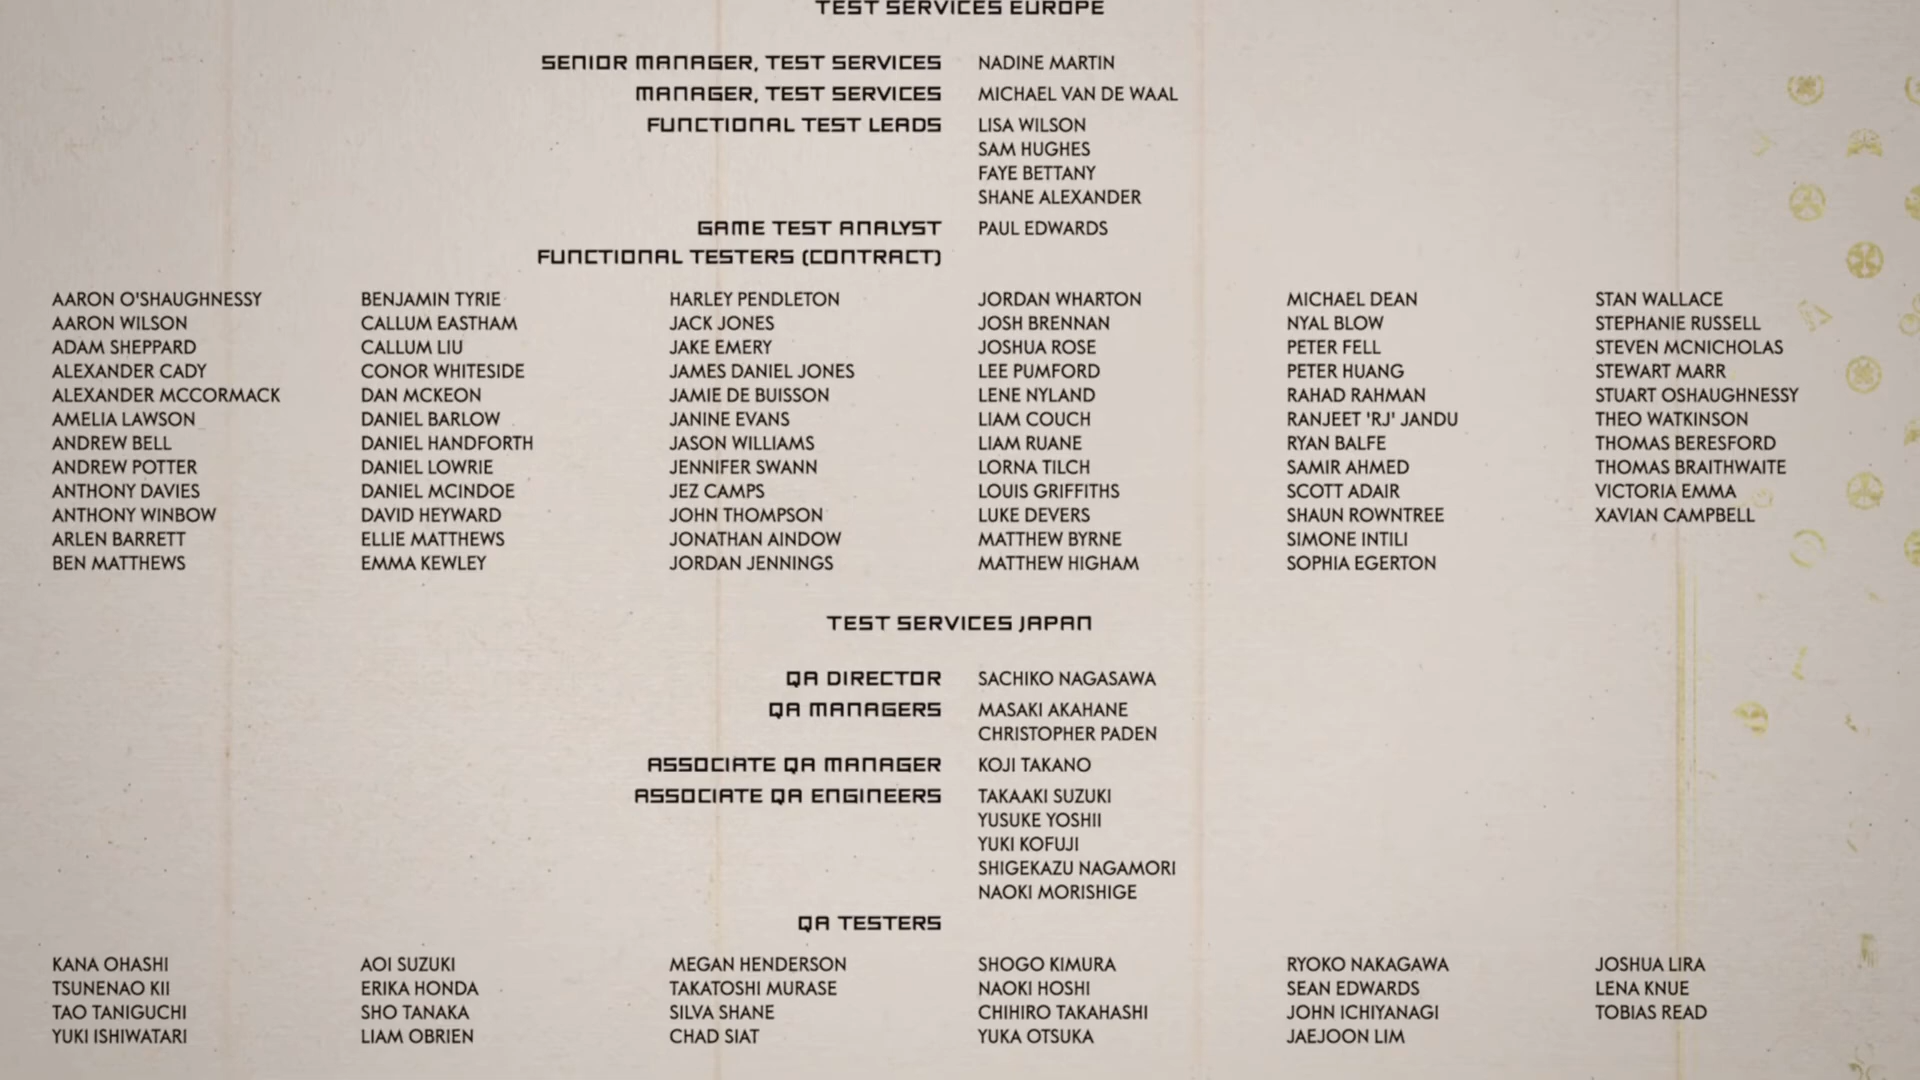 TEST SERVICES EUROPE
SENIOR MANAGER, TEST SERVICES NADINE MARTIN
MANAGER, TEST SERVICES MICHAEL VAN DE WAAL
FUNCTIONAL TEST LEADS LISA WILSON
SAM HUGHES
FAYE BETTANY
SHANE ALEXANDER
GAME TEST ANALYST PAUL EDWARDS
FUNCTIONAL TESTERS (CONTRACT)
AARON O'SHAUGHNESSY BENJAMIN TYRIE HARLEY PENDLETON JORDAN WHARTON MICHAEL DEAN STAN WALLACE
AARON WILSON CALLUM EASTHAM JACK JONES JOSH BRENNAN NYAL BLOW STEPHANIE RUSSELL
ADAM SHEPPARD CALLUM LIU JAKE EMERY JOSHUA ROSE PETER FELL STEVEN MCNICHOLAS
ALEXANDER CADY CONOR WHITESIDE JAMES DANIEL JONES LEE PUMFORD PETER HUANG STEWART MARR
ALEXANDER MCCORMACK DAN MCKEON JAMIE DE BUISSON LENE NYLAND RAHAD RAHMAN STUART OSHAUGHNESSY
AMELIA LAWSON DANIEL BARLOW JANINE EVANS LIAM COUCH RANJEET 'RJ' JANDU THEO WATKINSON
ANDREW BELL DANIEL HANDFORTH JASON WILLIAMS LIAM RUANE RYAN BALFE THOMAS BERESFORD
ANDREW POTTER DANIEL LOWRIE JENNIFER SWANN LORNA TILCH SAMIR AHMED THOMAS BRAITHWAITE
ANTHONY DAVIES DANIEL MCINDOE JEZ CAMPS LOUIS GRIFFITHS SCOTT ADAIR VICTORIA EMMA
ANTHONY WINBOW DAVID HEYWARD JOHN THOMPSON LUKE DEVERS SHAUN ROWNTREE XAVIAN CAMPBELL
ARLEN BARRETT ELLIE MATTHEWS JONATHAN AINDOW MATTHEW BYRNE SIMONE INTILI
BEN MATTHEWS EMMA KEWLEY JORDAN JENNINGS MATTHEW HIGHAM SOPHIA EGERTON
TEST SERVICES JAPAN
QA DIRECTOR SACHIKO NAGASAWA
QA MANAGERS MASAKI AKAHANE
CHRISTOPHER PADEN
ASSOCIATE QA MANAGER KOJI TAKANO
ASSOCIATE QA ENGINEERS TAKAAKI SUZUKI
YUSUKE YOSHII
YUKI KOFUJI
SHIGEKAZU NAGAMORI
NAOKI MORISHIGE
QA TESTERS
KANA OHASHI AOI SUZUKI MEGAN HENDERSON SHOGO KIMURA RYOKO NAKAGAWA JOSHUA LIRA
TSUNENAO KII ERIKA HONDA TAKATOSHI MURASE NAOKI HOSHI SEAN EDWARDS LENA KNUE
TAO TANIGUCHI SHO TANAKA SILVA SHANE CHIHIRO TAKAHASHI JOHN ICHIYANAGI TOBIAS READ
YUKI ISHIWATARI LIAM OBRIEN CHAD SIAT YUKA OTSUKA JAEJOON LIM